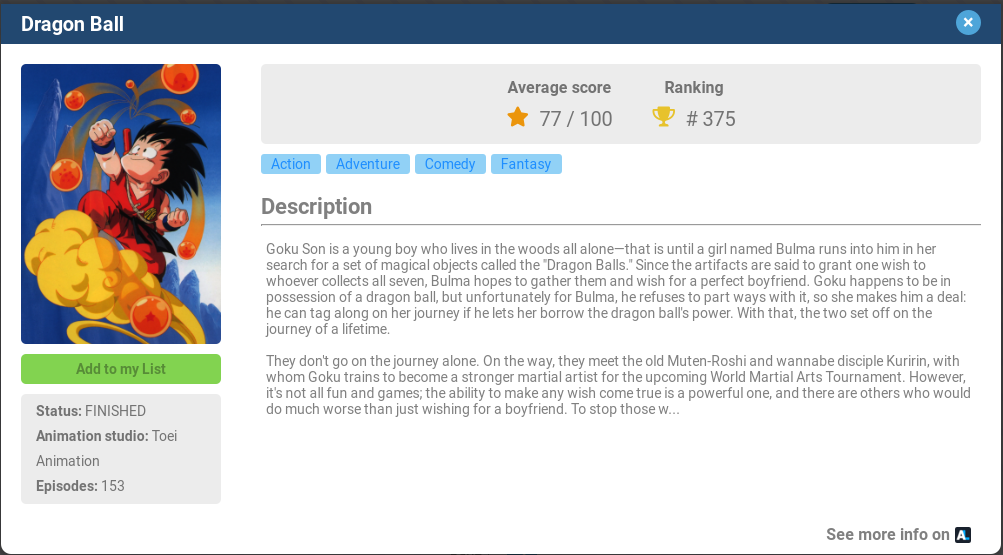 Dragon Ball
Average score
77 / 100
Ranking
# 375
Action
Adventure
Comedy
Fantasy
Description
Goku Son is a young boy who lives in the woods all alone—that is until a girl named Bulma runs into him in her
search for a set of magical objects called the "Dragon Balls." Since the artifacts are said to grant one wish to
whoever collects all seven, Bulma hopes to gather them and wish for a perfect boyfriend. Goku happens to be in
possession of a dragon ball, but unfortunately for Bulma, he refuses to part ways with it, so she makes him a deal:
he can tag along on her journey if he lets her borrow the dragon ball's power. With that, the two set off on the
journey of a lifetime.
They don't go on the journey alone. On the way, they meet the old Muten-Roshi and wannabe disciple Kuririn, with
whom Goku trains to become a stronger martial artist for the upcoming World Martial Arts Tournament. However,
it's not all fun and games; the ability to make any wish come true is a powerful one, and there are others who would
do much worse than just wishing for a boyfriend. To stop those w...
Add to my List
Status: FINISHED
Animation studio: Toei
Animation
Episodes: 153
See more info on